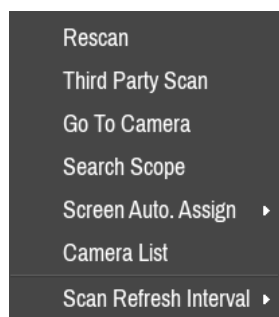 Rescan
Third Party Scan
Go To Camera
Search Scope
Screen Auto. Assign
Camera List
Scan Refresh Interval